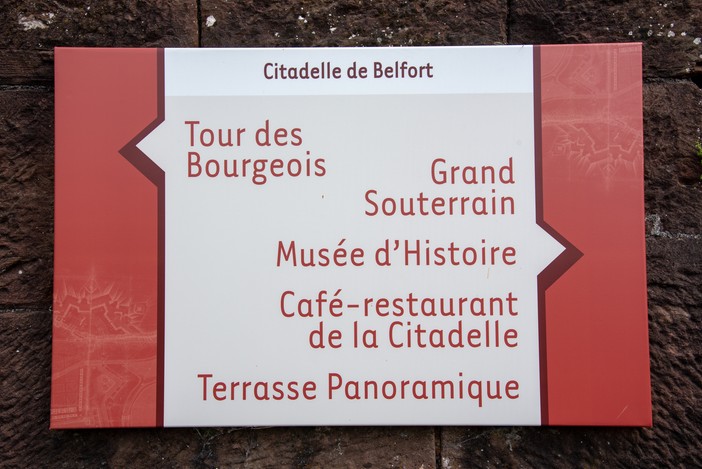 Citadelle de Belfort
Tour des
Bourgeois
Grand
Souterrain
Musée d’Histoire
Café-restaurant
de la Citadelle
Terrasse Panoramique